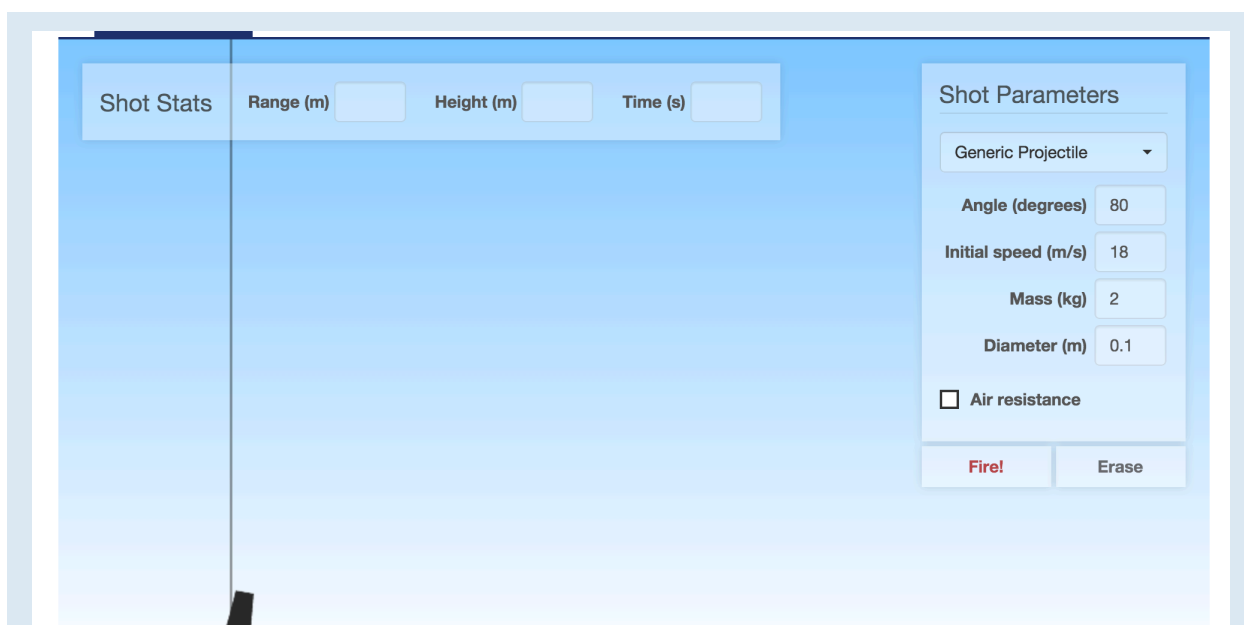 Shot Stats Range (m) Height (m) Time (s)
Shot Parameters
Generic Projectile
Angle (degrees) 80
Initial speed (m/s) 18
Mass (kg) 2
Diameter (m) 0.1
Air resistance
Fire! Erase